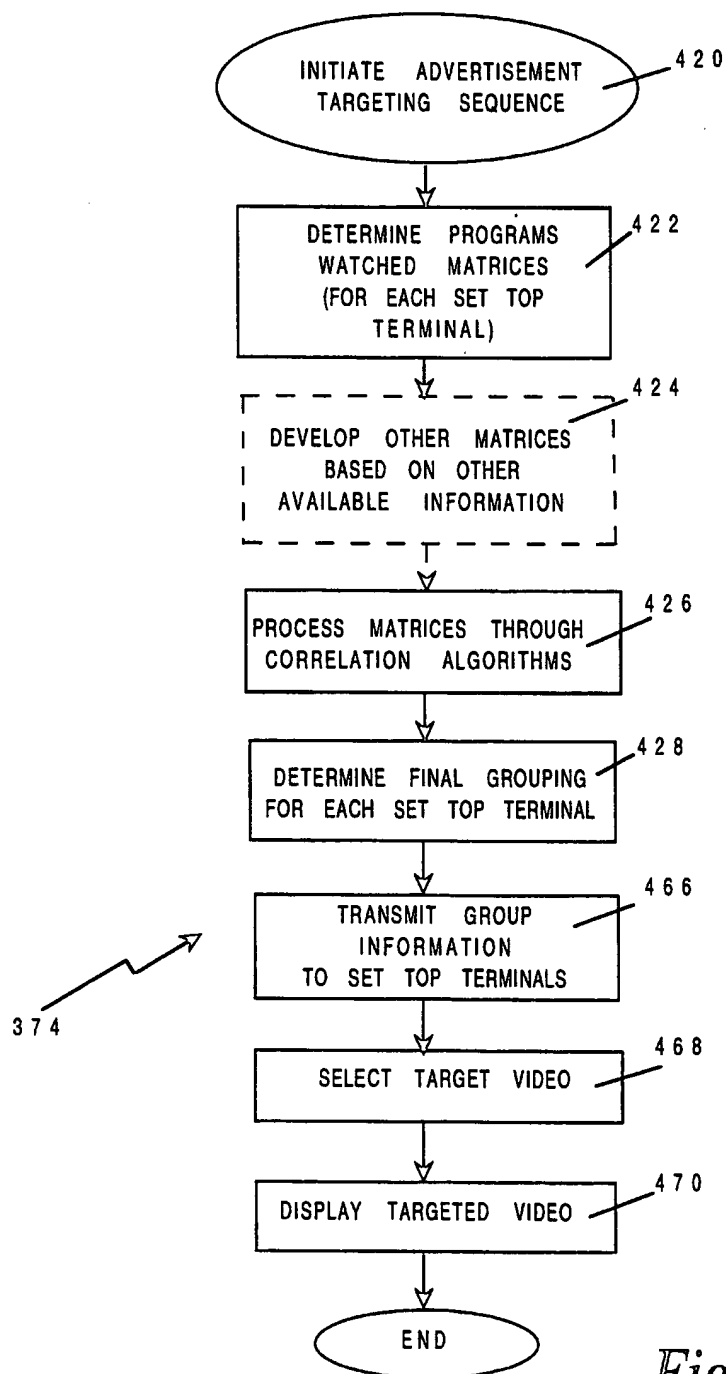 INITIATE ADVERTISEMENT
TARGETING SEQUENCE
420
DETERMINE PROGRAMS
WATCHED MATRICES
(FOR EACH SET TOP
TERMINAL)
422
424
DEVELOP OTHER MATRICES
BASED ON OTHER
AVAILABLE INFORMATION
PROCESS MATRICES THROUGH
CORRELATION ALGORITHMS
426
DETERMINE FINAL GROUPING
FOR EACH SET TOP TERMINAL
428
TRANSMIT GROUP
INFORMATION
TO SET TOP TERMINALS
466
374
SELECT TARGET VIDEO
468
DISPLAY TARGETED VIDEO
470
END
Fig